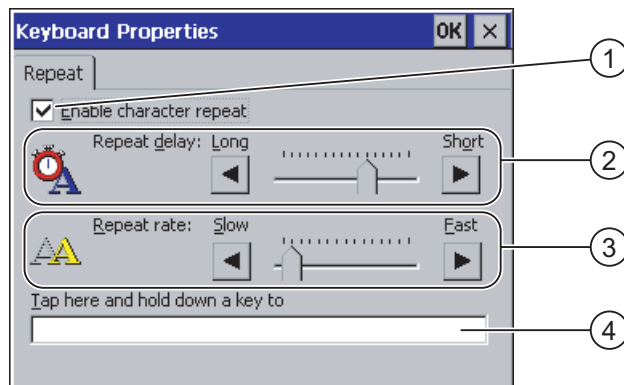 Keyboard Properties OK ×
Repeat
1
Enable character repeat
Repeat delay: Long Short
2
A
Repeat rate: Slow Fast
3
AA
Tap here and hold down a key to
4